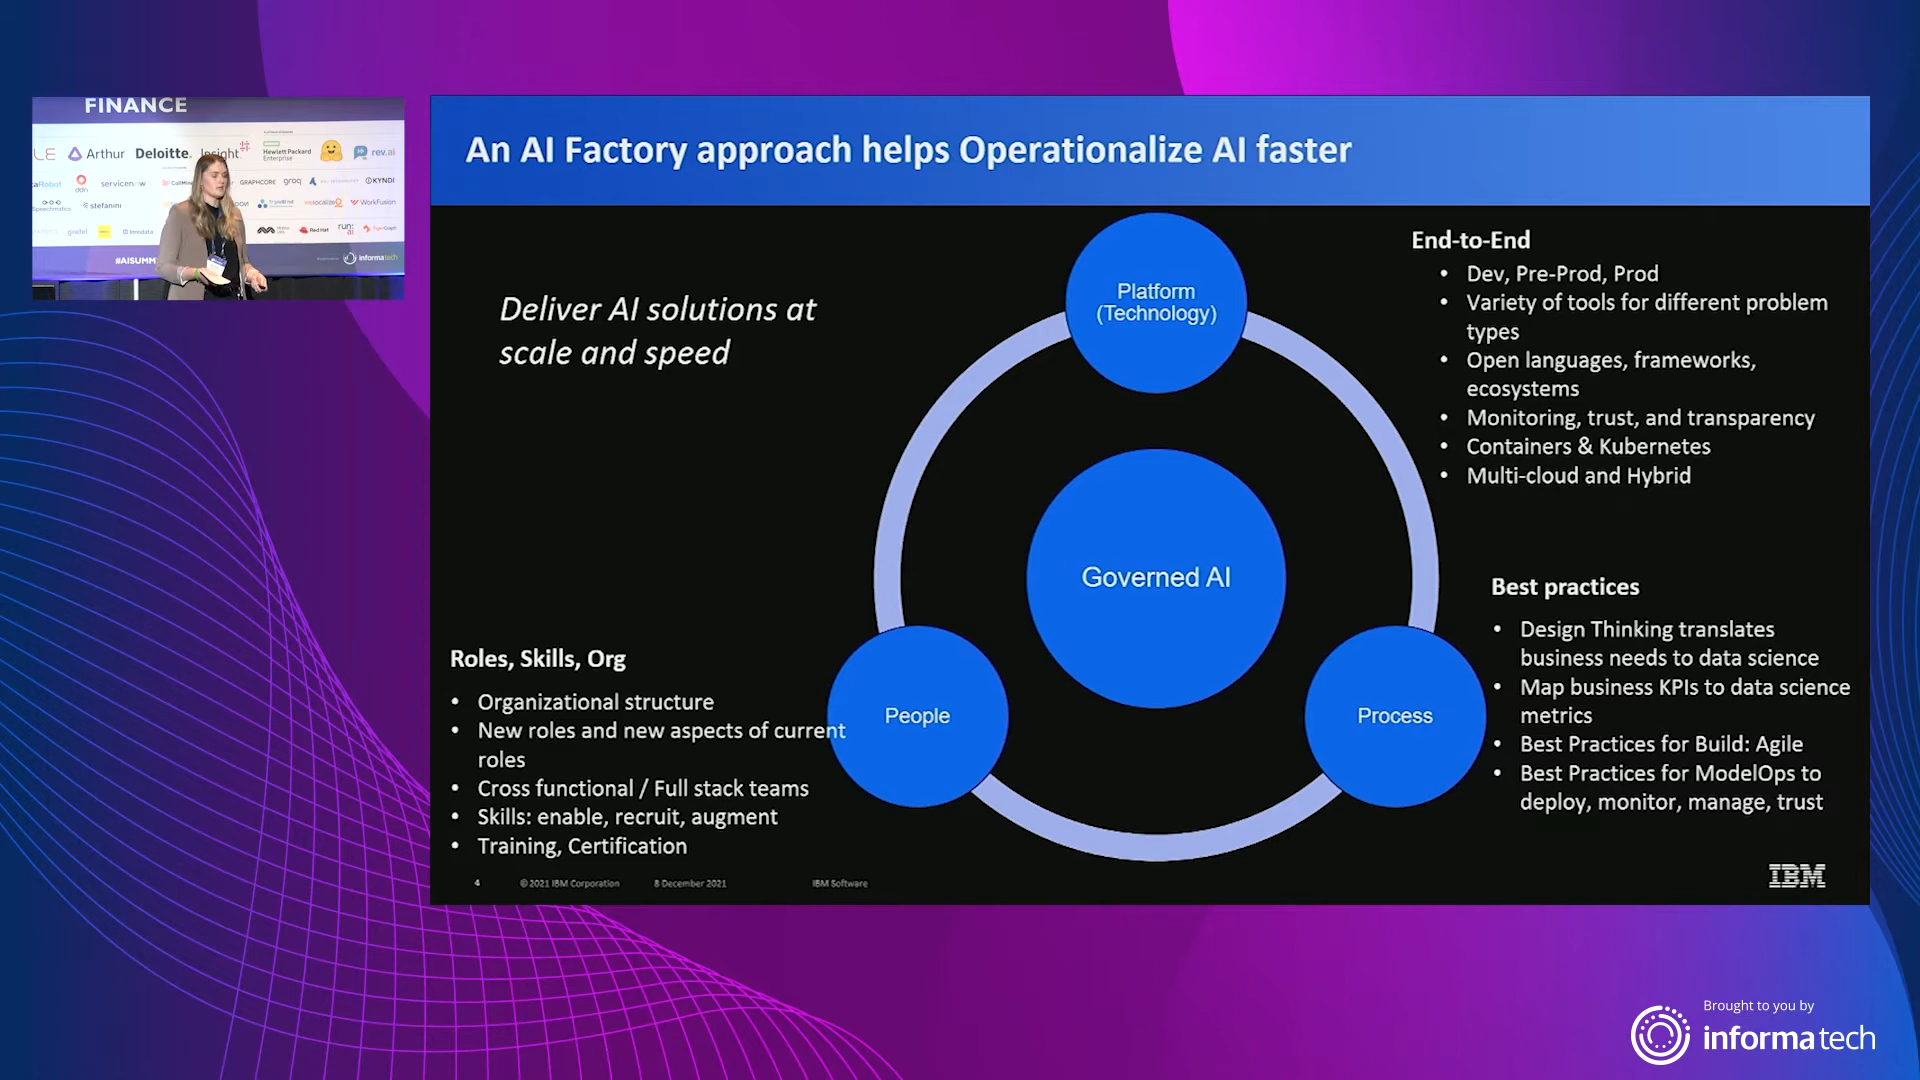 FINANCE
Arthur
Deloitte.
Insight
Hewlett Packard
Enterprise
rev.ai
ddn
servicenow
GRAPHCORE
groq
KYNDI
stefanini
WorkFusion
Innodata
Red Hat
run:
ai
TigerGraph
#AISUMM
informatech
An AI Factory approach helps Operationalize AI faster
Deliver AI solutions at
scale and speed
Platform
(Technology)
Governed AI
People
Process
End-to-End
• Dev, Pre-Prod, Prod
• Variety of tools for different problem
types
• Open languages, frameworks,
ecosystems
• Monitoring, trust, and transparency
• Containers & Kubernetes
• Multi-cloud and Hybrid
Best practices
• Design Thinking translates
business needs to data science
• Map business KPIs to data science
metrics
• Best Practices for Build: Agile
• Best Practices for ModelOps to
deploy, monitor, manage, trust
Roles, Skills, Org
• Organizational structure
• New roles and new aspects of current
roles
• Cross functional / Full stack teams
• Skills: enable, recruit, augment
• Training, Certification
4 © 2021 IBM Corporation 8 December 2021 IBM Software
IBM
Brought to you by
informa tech